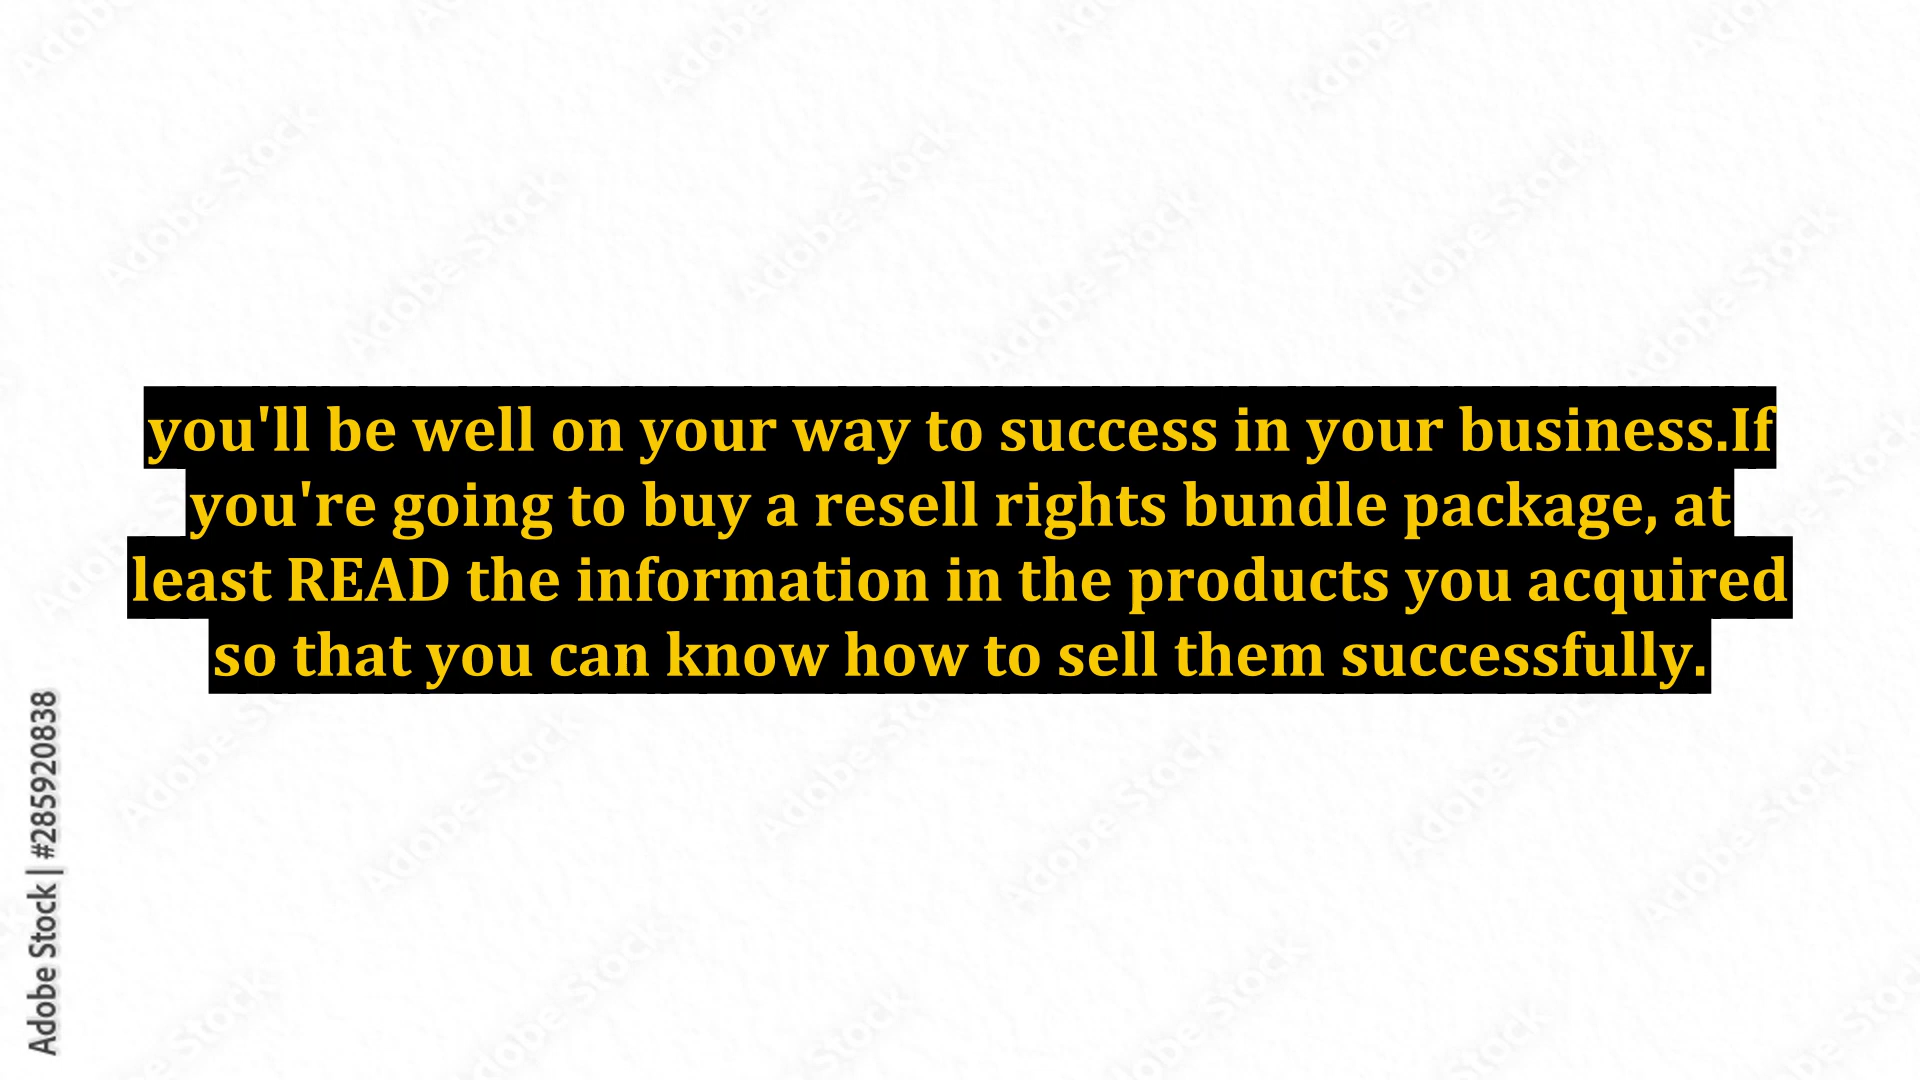 you'll be well on your way to success in your business.If
you're going to buy a resell rights bundle package, at
least READ the information in the products you acquired
so that you can know how to sell them successfully.
Adobe Stock | #285920838